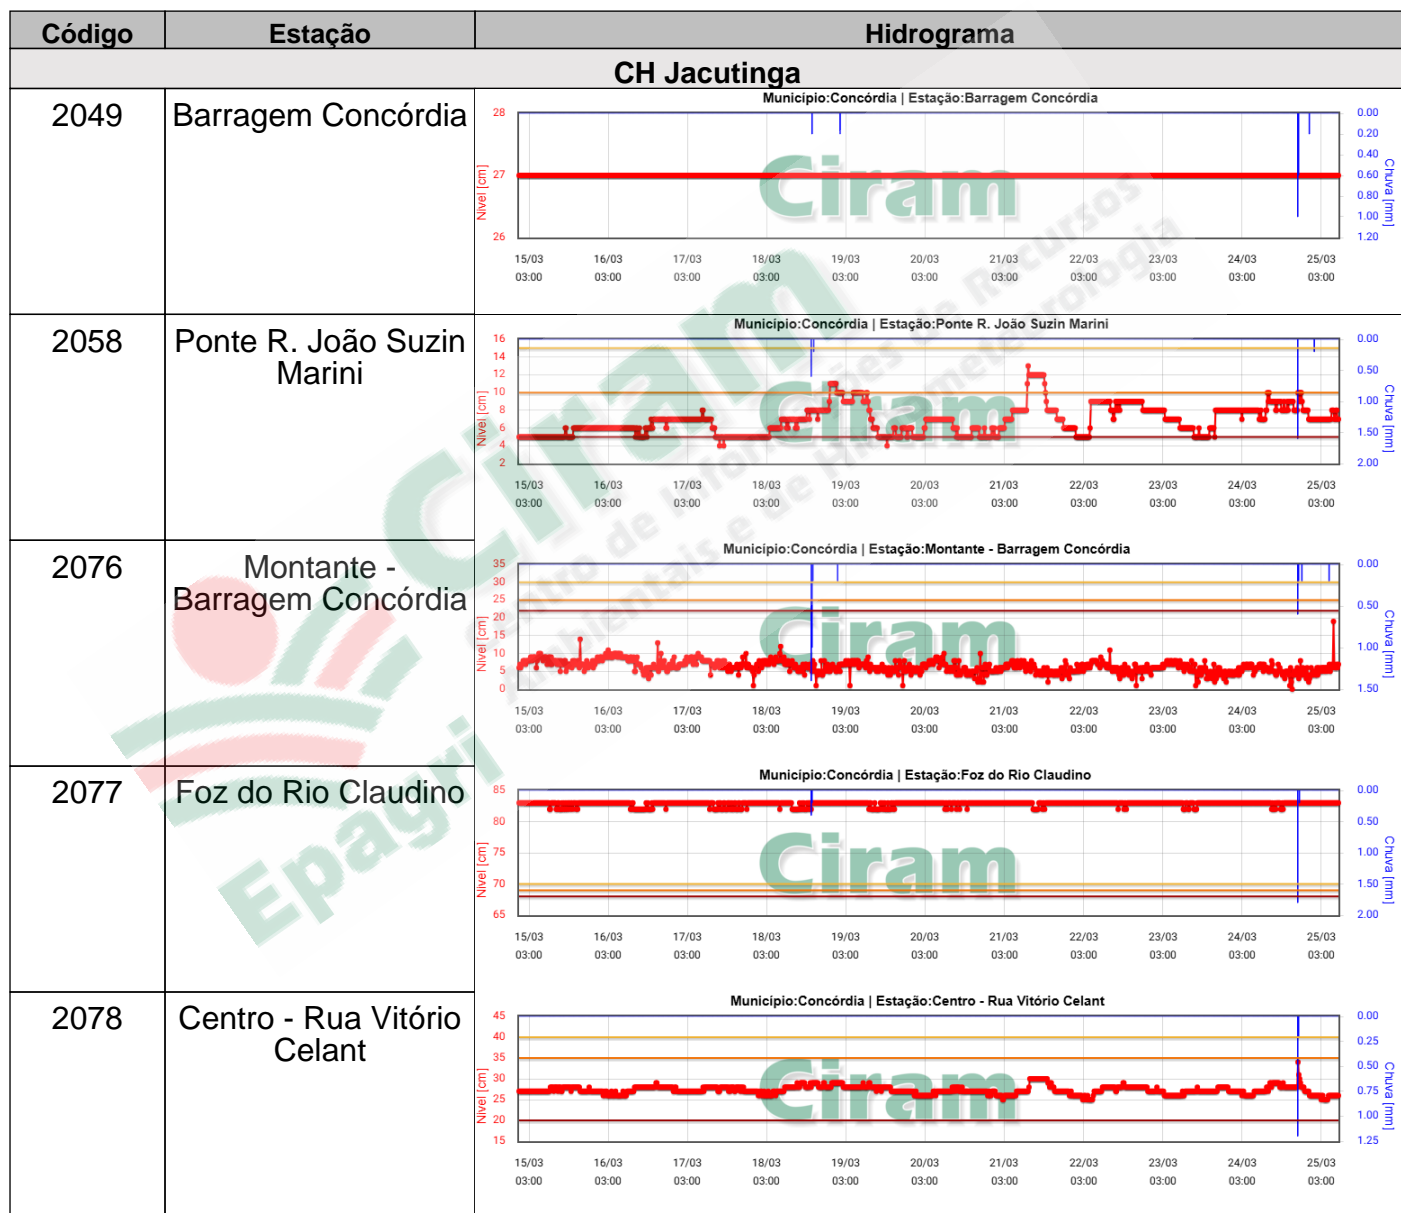 Código Estação Hidrograma
CH Jacutinga
2049 Barragem Concórdia
Município:Concórdia | Estação:Barragem Concórdia
28
27
26
Nível [cm]
0.00
0.20
0.40
0.60
0.80
1.00
1.20
Chuva [mm]
Ciram
15/03 16/03 17/03 18/03 19/03 20/03 21/03 22/03 23/03 24/03 25/03
03:00 03:00 03:00 03:00 03:00 03:00 03:00 03:00 03:00 03:00 03:00
2058 Ponte R. João Suzin
Marini
Município:Concórdia | Estação:Ponte R. João Suzin Marini
16
14
12
10
8
6
4
2
Nível [cm]
0.00
0.50
1.00
1.50
2.00
Chuva [mm]
Ciram
15/03 16/03 17/03 18/03 19/03 20/03 21/03 22/03 23/03 24/03 25/03
03:00 03:00 03:00 03:00 03:00 03:00 03:00 03:00 03:00 03:00 03:00
2076 Montante -
Barragem Concórdia
Município:Concórdia | Estação:Montante - Barragem Concórdia
35
30
25
20
15
10
5
0
Nível [cm]
0.00
0.50
1.00
1.50
Chuva [mm]
Ciram
15/03 16/03 17/03 18/03 19/03 20/03 21/03 22/03 23/03 24/03 25/03
03:00 03:00 03:00 03:00 03:00 03:00 03:00 03:00 03:00 03:00 03:00
2077 Foz do Rio Claudino
Município:Concórdia | Estação:Foz do Rio Claudino
85
80
75
70
65
Nível [cm]
0.00
0.50
1.00
1.50
2.00
Chuva [mm]
Ciram
15/03 16/03 17/03 18/03 19/03 20/03 21/03 22/03 23/03 24/03 25/03
03:00 03:00 03:00 03:00 03:00 03:00 03:00 03:00 03:00 03:00 03:00
2078 Centro - Rua Vitório
Celant
Município:Concórdia | Estação:Centro - Rua Vitório Celant
45
40
35
30
25
20
15
Nível [cm]
0.00
0.25
0.50
0.75
1.00
1.25
Chuva [mm]
Ciram
15/03 16/03 17/03 18/03 19/03 20/03 21/03 22/03 23/03 24/03 25/03
03:00 03:00 03:00 03:00 03:00 03:00 03:00 03:00 03:00 03:00 03:00
Epagri
Ciram
Centro de Informações de Recursos
Ambientais e de Hidrometeorologia